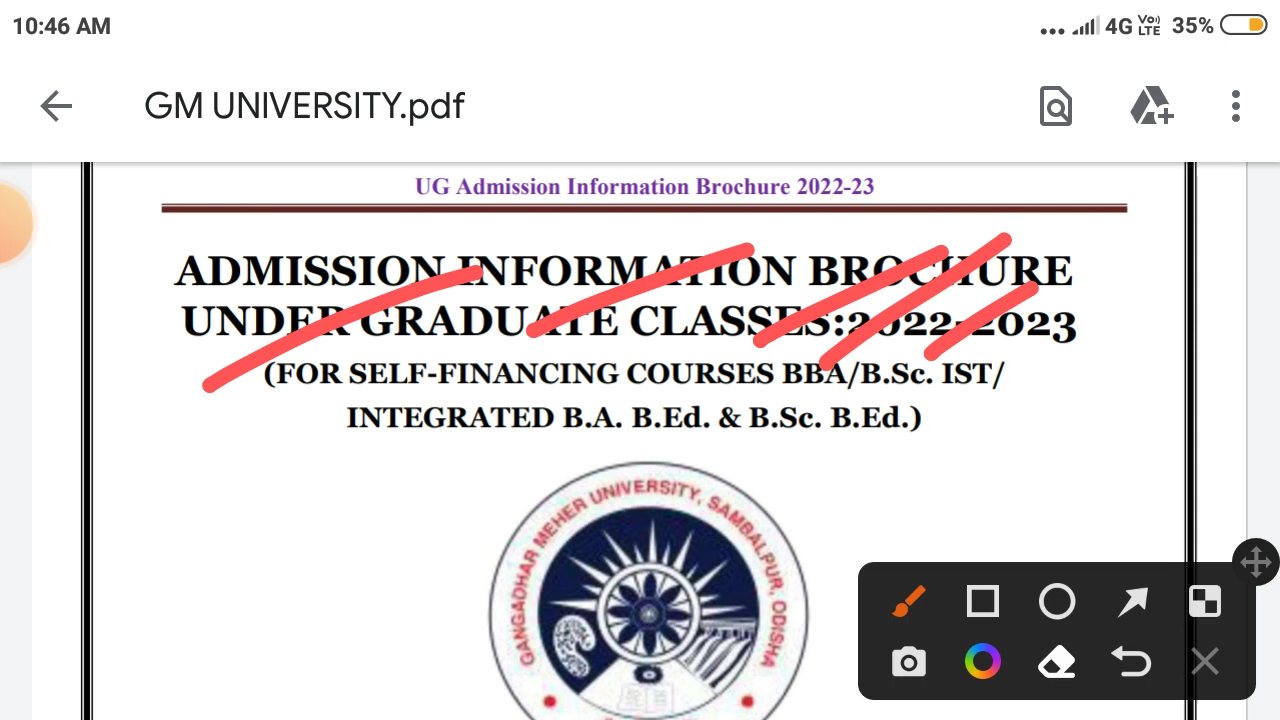 10:46 AM
4G Vo) LTE 35%
GM UNIVERSITY.pdf
UG Admission Information Brochure 2022-23
ADMISSION INFORMATION BROCHURE
UNDER GRADUATE CLASSES:2022-2023
(FOR SELF-FINANCING COURSES BBA/B.Sc. IST/
INTEGRATED B.A. B.Ed. & B.Sc. B.Ed.)
GANGADHAR MEHER UNIVERSITY, SAMBALPUR, ODISHA